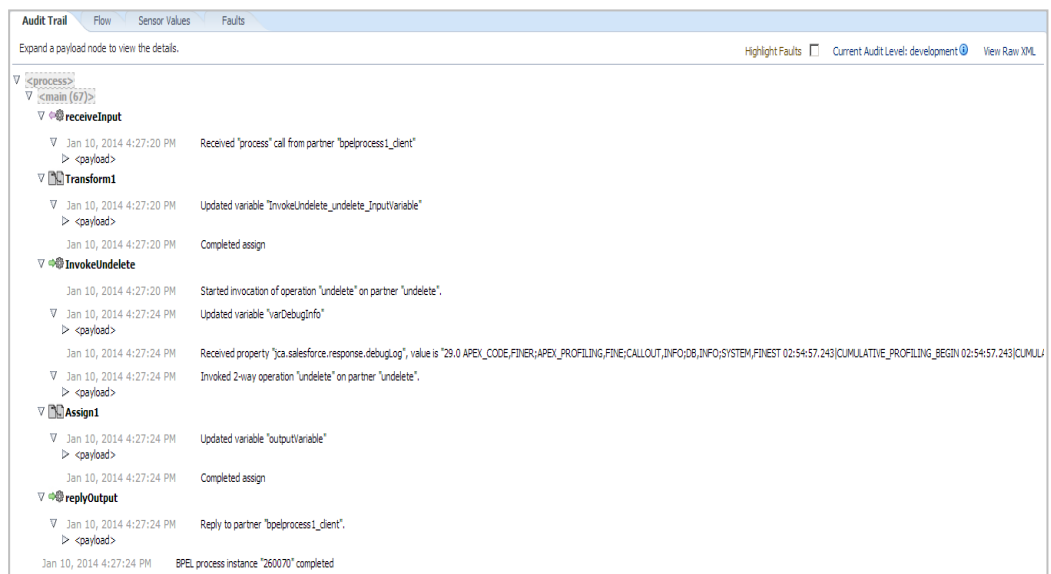 Audit Trail Flow Sensor Values Faults
Expand a payload node to view the details. Highlight Faults Current Audit Level: development View Raw XML
<process>
<main (67)>
receiveInput
Jan 10, 2014 4:27:20 PM Received "process" call from partner "bpelprocess1_client"
<payload>
Transform1
Jan 10, 2014 4:27:20 PM Updated variable "InvokeUndelete_undelete_InputVariable"
<payload>
Jan 10, 2014 4:27:20 PM Completed assign
InvokeUndelete
Jan 10, 2014 4:27:20 PM Started invocation of operation "undelete" on partner "undelete".
Jan 10, 2014 4:27:24 PM Updated variable "varDebugInfo"
<payload>
Jan 10, 2014 4:27:24 PM Received property "jca.salesforce.response.debugLog", value is "29.0 APEX_CODE,FINER;APEX_PROFILING,FINE;CALLOUT,INFO;DB,INFO;SYSTEM,FINEST 02:54:57.243|CUMULATIVE_PROFILING_BEGIN 02:54:57.243|CUMUL
Jan 10, 2014 4:27:24 PM Invoked 2-way operation "undelete" on partner "undelete".
<payload>
Assign1
Jan 10, 2014 4:27:24 PM Updated variable "outputVariable"
<payload>
Jan 10, 2014 4:27:24 PM Completed assign
replyOutput
Jan 10, 2014 4:27:24 PM Reply to partner "bpelprocess1_client".
<payload>
Jan 10, 2014 4:27:24 PM BPEL process instance "260070" completed